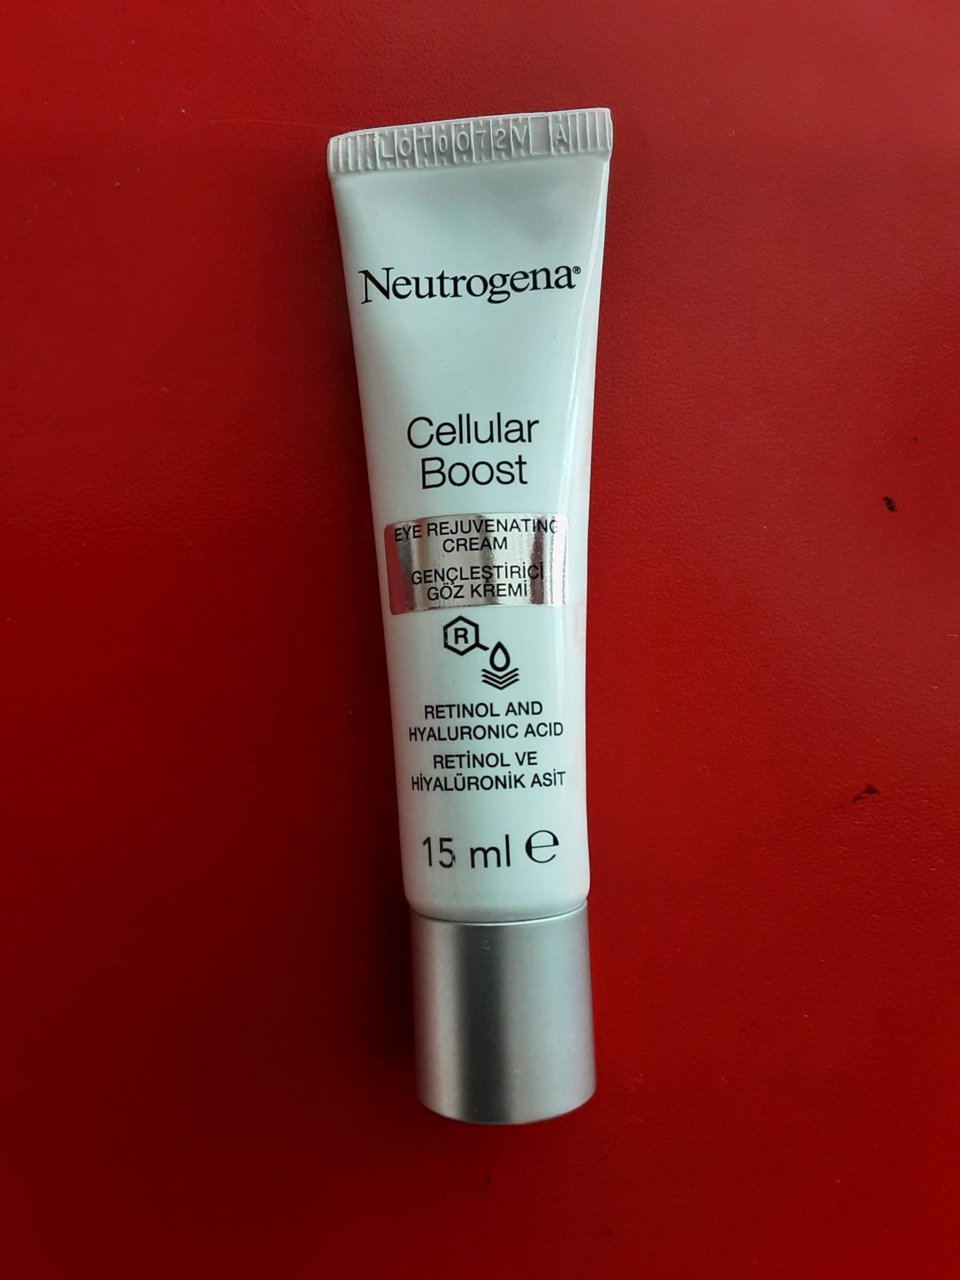 LOT0072Y A
Neutrogena®
Cellular
Boost
EYE REJUVENATING
CREAM
GENÇLEŞTİRİCİ
GÖZ KREMİ
R
RETINOL AND
HYALURONIC ACID
RETİNOL VE
HİYALÜRONİK ASİT
15 ml ℮